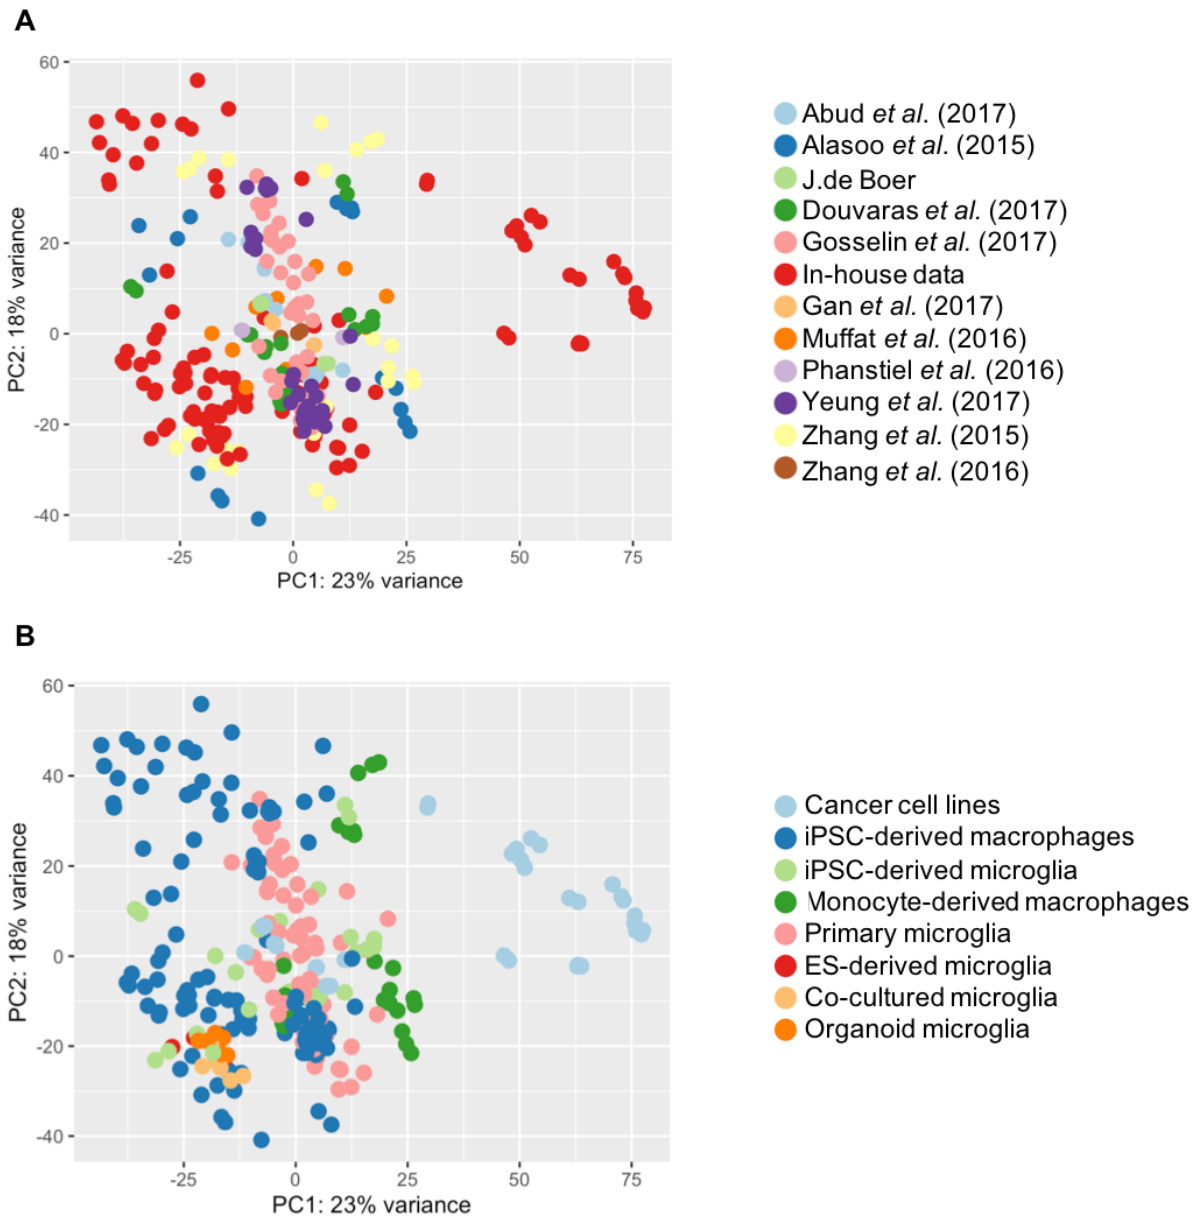 A
60
40
20
0
-20
-40
PC2: 18% variance
-25
0
25
50
75
PC1: 23% variance
Abud et al. (2017)
Alasoo et al. (2015)
J.de Boer
Douvaras et al. (2017)
Gosselin et al. (2017)
In-house data
Gan et al. (2017)
Muffat et al. (2016)
Phanstiel et al. (2016)
Yeung et al. (2017)
Zhang et al. (2015)
Zhang et al. (2016)
B
60
40
20
0
-20
-40
PC2: 18% variance
-25
0
25
50
75
PC1: 23% variance
Cancer cell lines
iPSC-derived macrophages
iPSC-derived microglia
Monocyte-derived macrophages
Primary microglia
ES-derived microglia
Co-cultured microglia
Organoid microglia